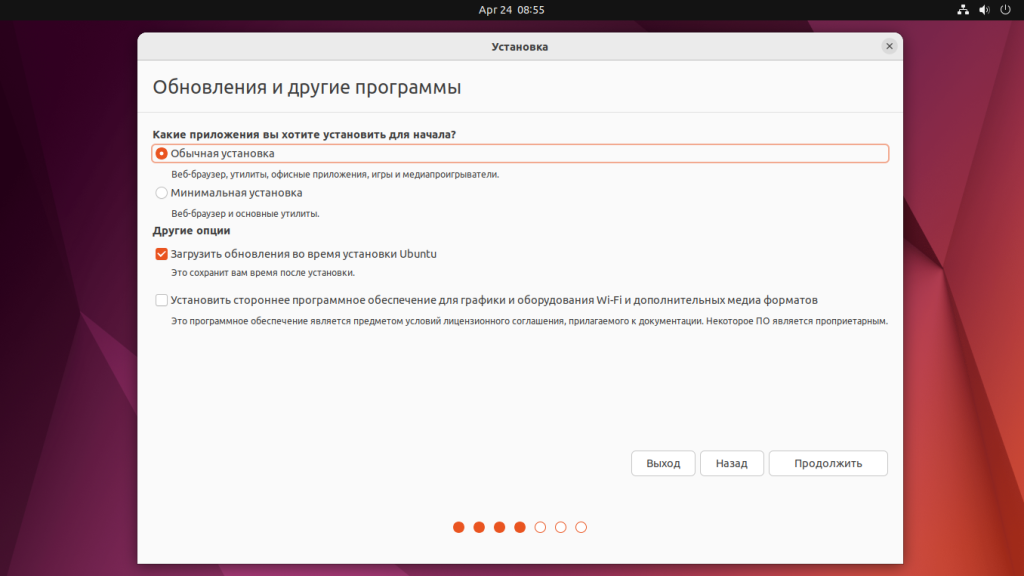 Apr 24 08:55
Установка
Обновления и другие программы
Какие приложения вы хотите установить для начала?
Обычная установка
Веб-браузер, утилиты, офисные приложения, игры и медиапроигрыватели.
Минимальная установка
Веб-браузер и основные утилиты.
Другие опции
Загрузить обновления во время установки Ubuntu
Это сохранит вам время после установки.
Установить стороннее программное обеспечение для графики и оборудования Wi-Fi и дополнительных медиа форматов
Это программное обеспечение является предметом условий лицензионного соглашения, прилагаемого к документации. Некоторое ПО является проприетарным.
Выход Назад Продолжить